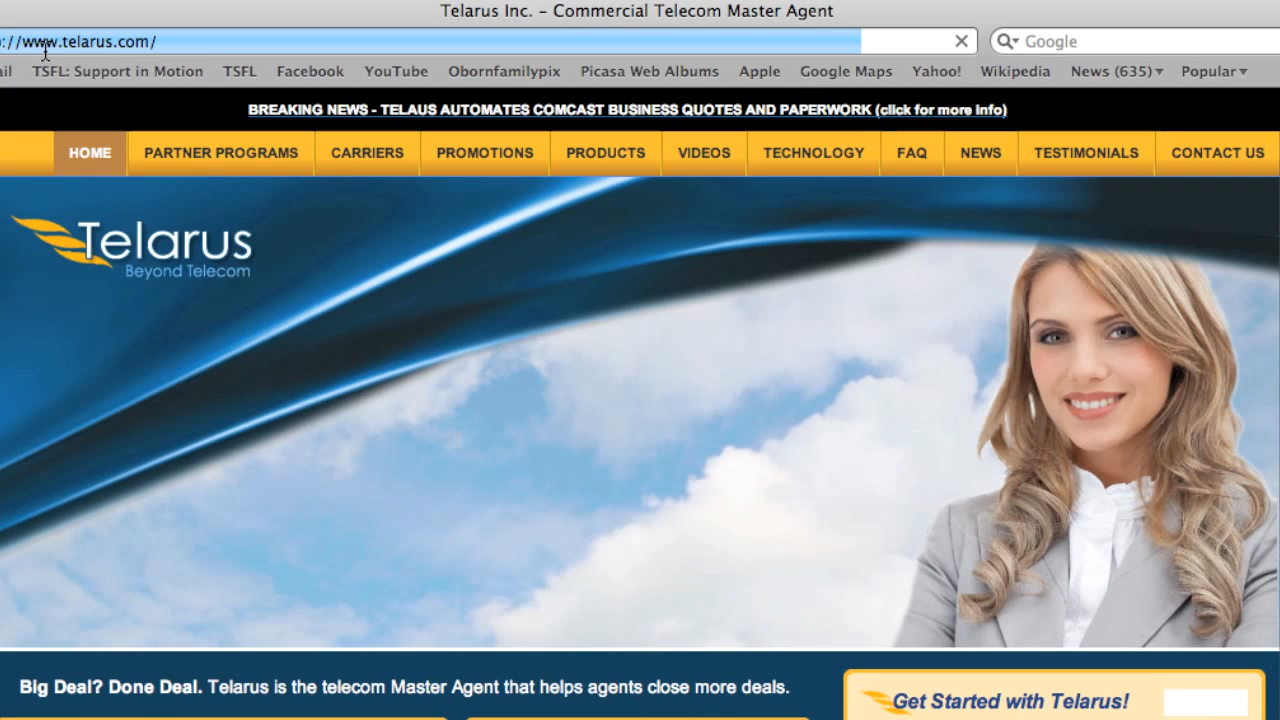 Telarus Inc. – Commercial Telecom Master Agent
://www.telarus.com/
Google
il TSFL: Support in Motion TSFL Facebook YouTube Obornfamilypix Picasa Web Albums Apple Google Maps Yahoo! Wikipedia News (635) Popular
BREAKING NEWS - TELAUS AUTOMATES COMCAST BUSINESS QUOTES AND PAPERWORK (click for more info)
HOME PARTNER PROGRAMS CARRIERS PROMOTIONS PRODUCTS VIDEOS TECHNOLOGY FAQ NEWS TESTIMONIALS CONTACT US
Telarus
Beyond Telecom
Big Deal? Done Deal. Telarus is the telecom Master Agent that helps agents close more deals.
Get Started with Telarus!